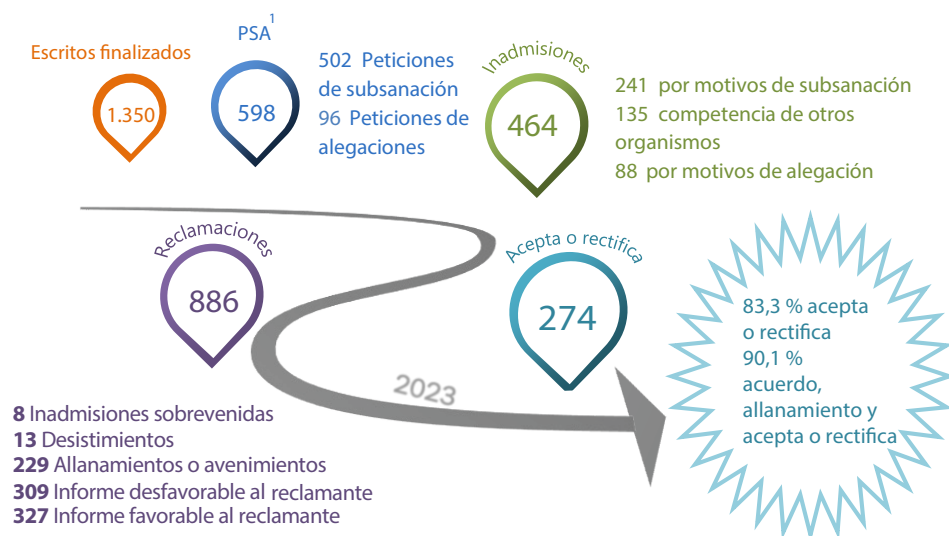 Escritos finalizados
1.350
PSA1
598
502 Peticiones
de subsanación
96 Peticiones de
alegaciones
Inadmisiones
464
241 por motivos de subsanación
135 competencia de otros
organismos
88 por motivos de alegación
Reclamaciones
886
Acepta o rectifica
274
2023
83,3 % acepta
o rectifica
90,1 %
acuerdo,
allanamiento y
acepta o rectifica
8 Inadmisiones sobrevenidas
13 Desistimientos
229 Allanamientos o avenimientos
309 Informe desfavorable al reclamante
327 Informe favorable al reclamante